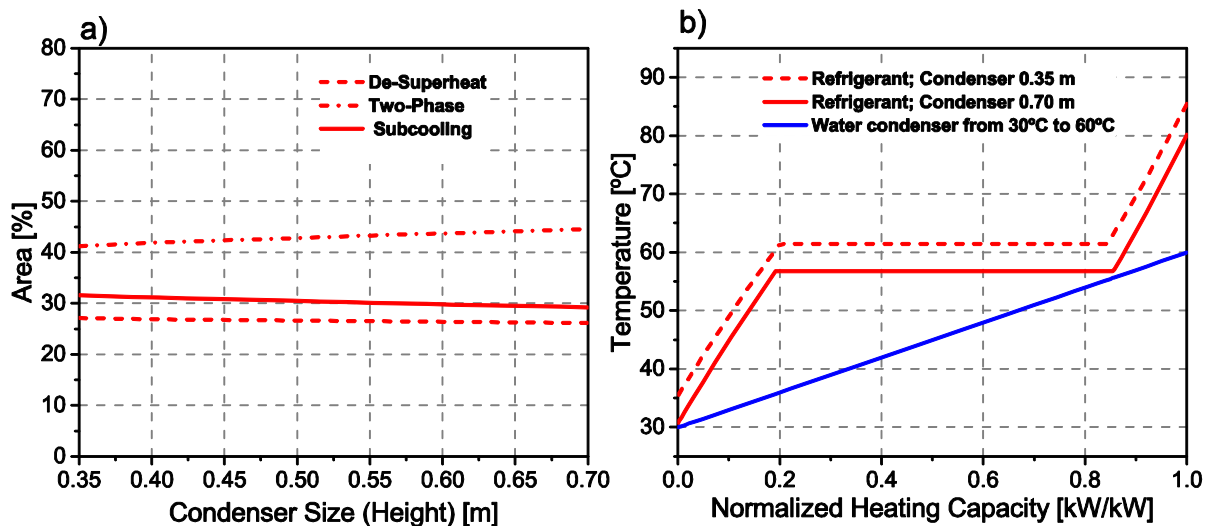 a)
80
70
60
50
40
30
20
10
0
Area [%]
De-Superheat
Two-Phase
Subcooling
0.35 0.40 0.45 0.50 0.55 0.60 0.65 0.70
Condenser Size (Height) [m]
b)
90
80
70
60
50
40
30
Temperature [ºC]
Refrigerant; Condenser 0.35 m
Refrigerant; Condenser 0.70 m
Water condenser from 30ºC to 60ºC
0.0 0.2 0.4 0.6 0.8 1.0
Normalized Heating Capacity [kW/kW]